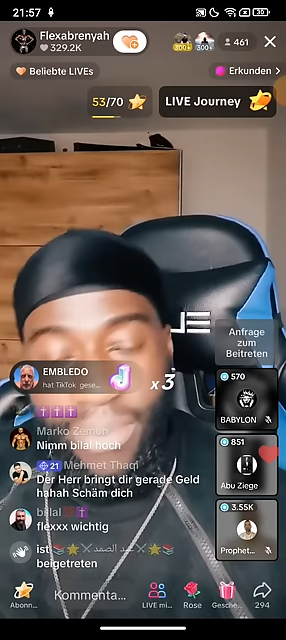 21:57
30
Flexabrenyah
329.2K
300+
300+
461
Beliebte LIVEs
Erkunden >
53/70
LIVE Journey
Anfrage
zum
Beitreten
EMBLEDO
hat TikTok gese...
x3
570
BABYLON
Marko Zemun
Nimm bilal hoch
21 Mehmet Thaqi
Der Herr bringt dir gerade Geld
hahah Schäm dich
851
Abu Ziege
flexxx wichtig
3.55K
Prophet...
ist
beigetreten
Abonn...
Kommenta...
LIVE mi...
Rose
Gesche...
294